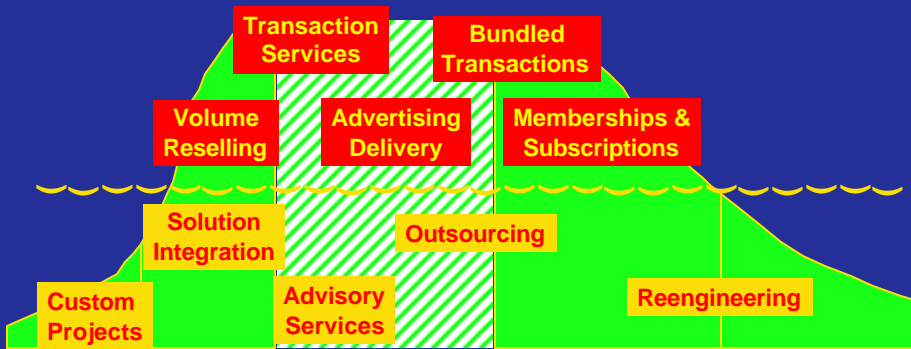 Transaction
Services
Bundled
Transactions
Volume
Reselling
Advertising
Delivery
Memberships &
Subscriptions
Solution
Integration
Outsourcing
Custom
Projects
Advisory
Services
Reengineering